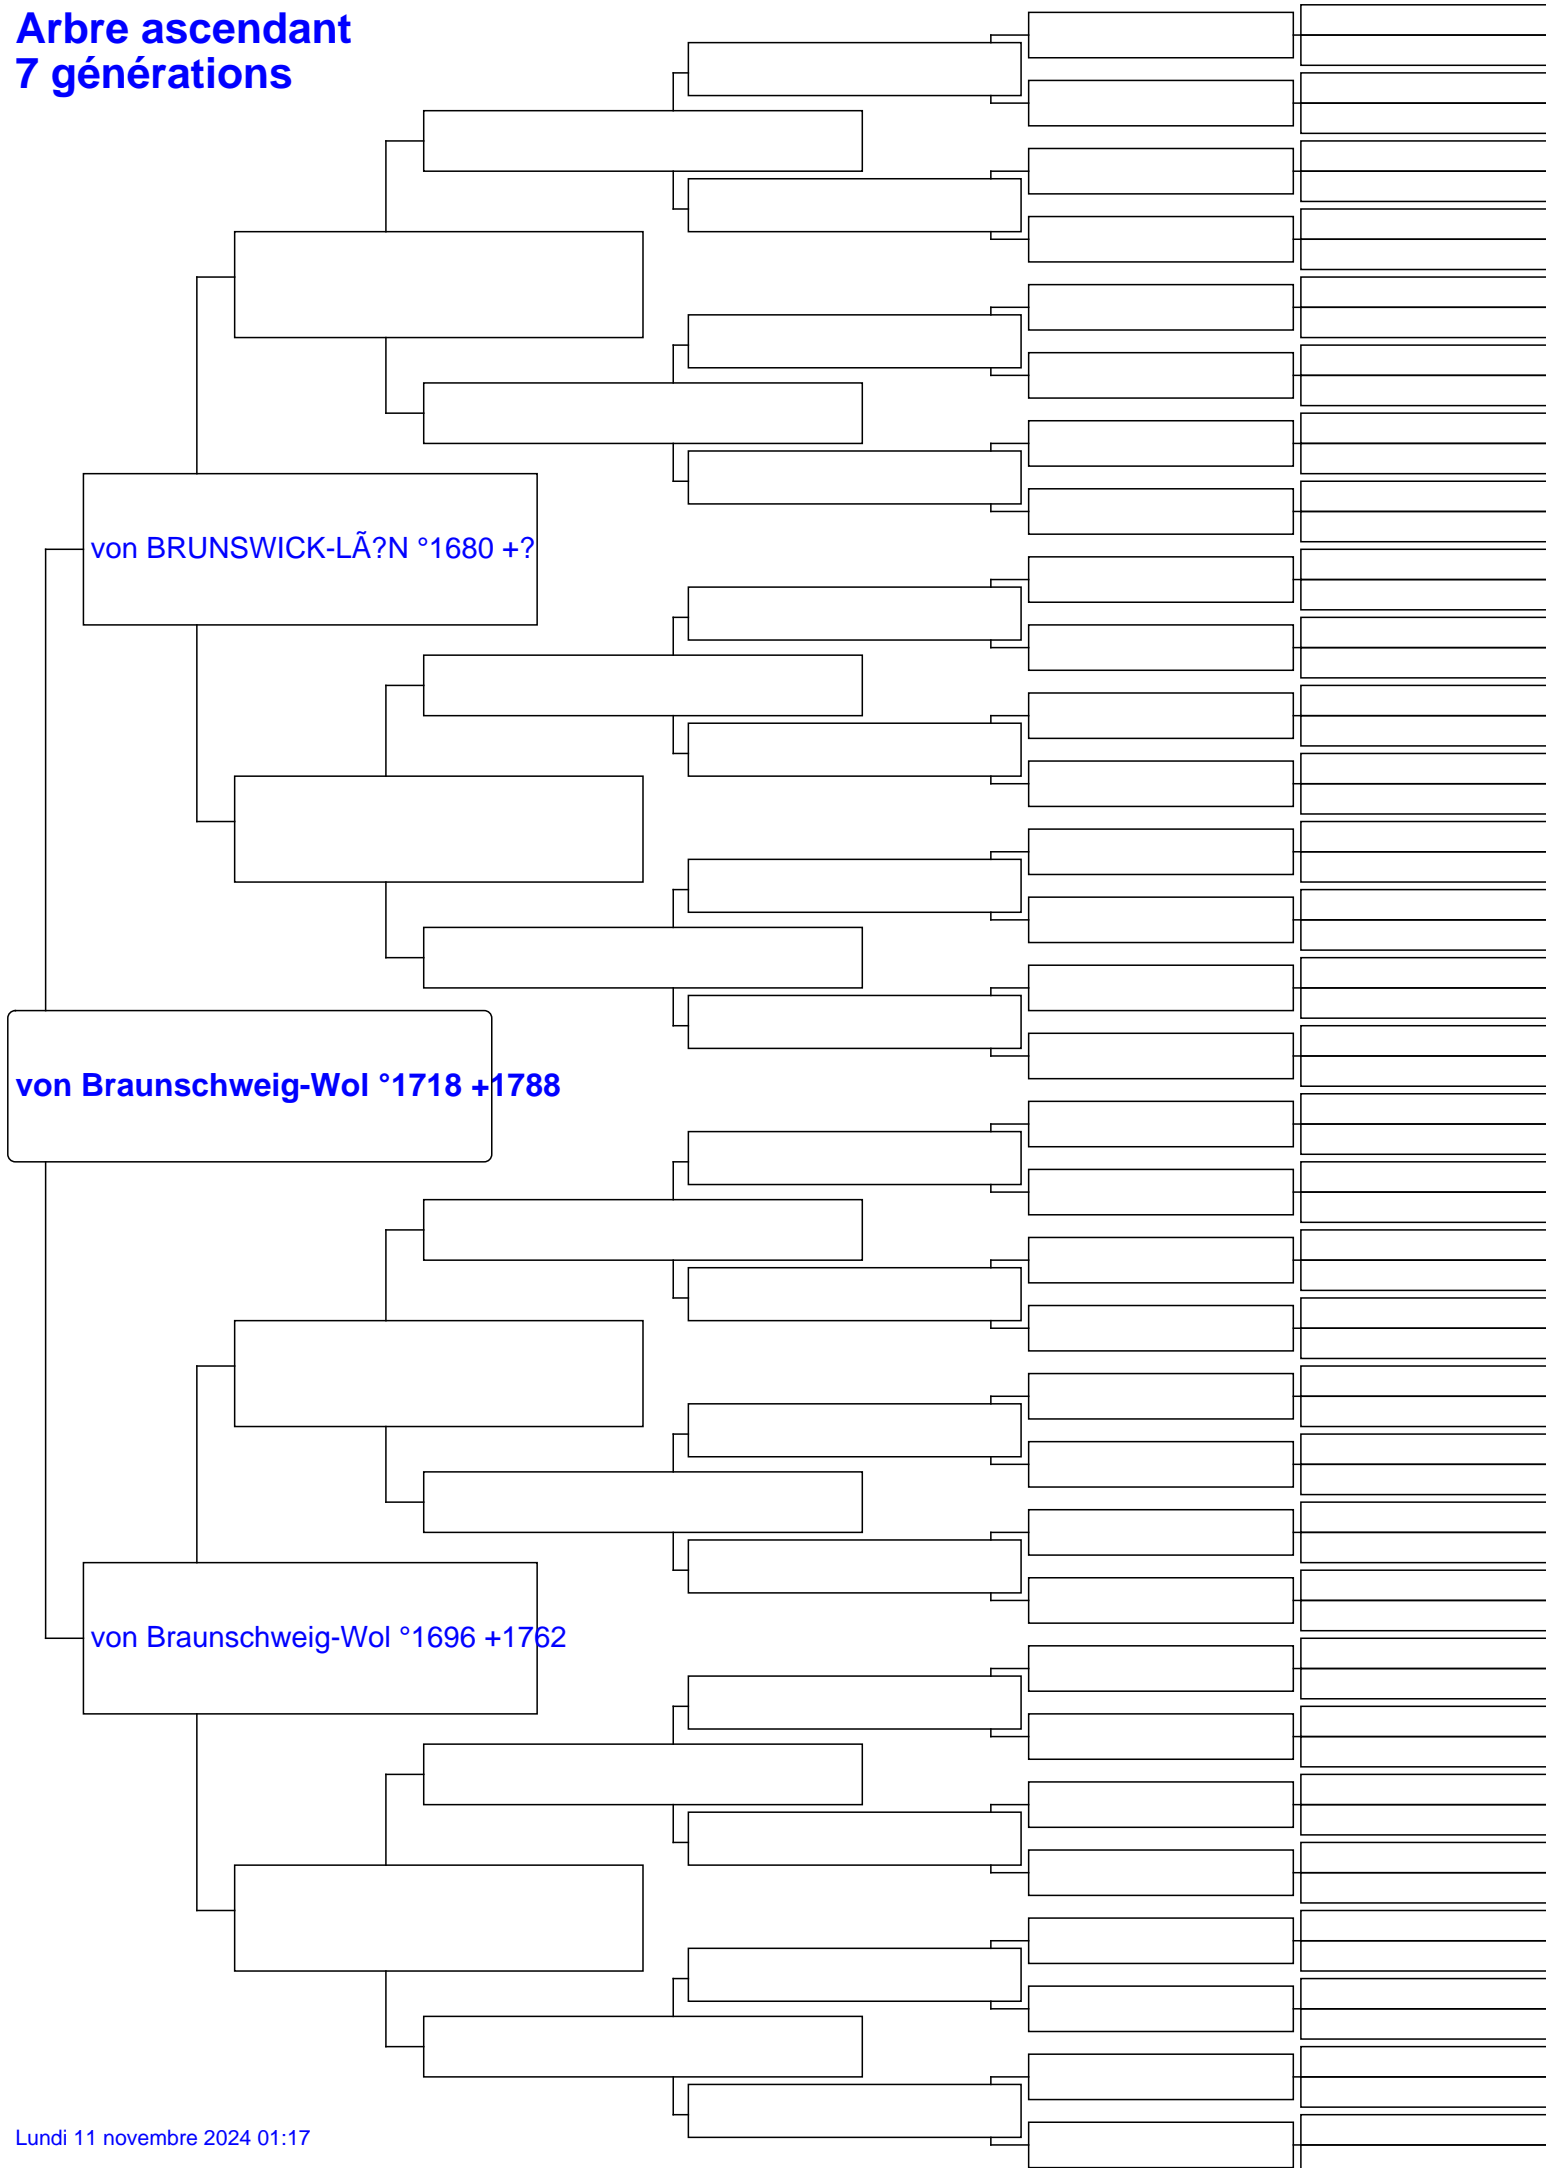 Arbre ascendant
7 générations
von BRUNSWICK-LÃ?N °1680 +?
von Braunschweig-Wol °1718 +1788
von Braunschweig-Wol °1696 +1762
Lundi 11 novembre 2024 01:17